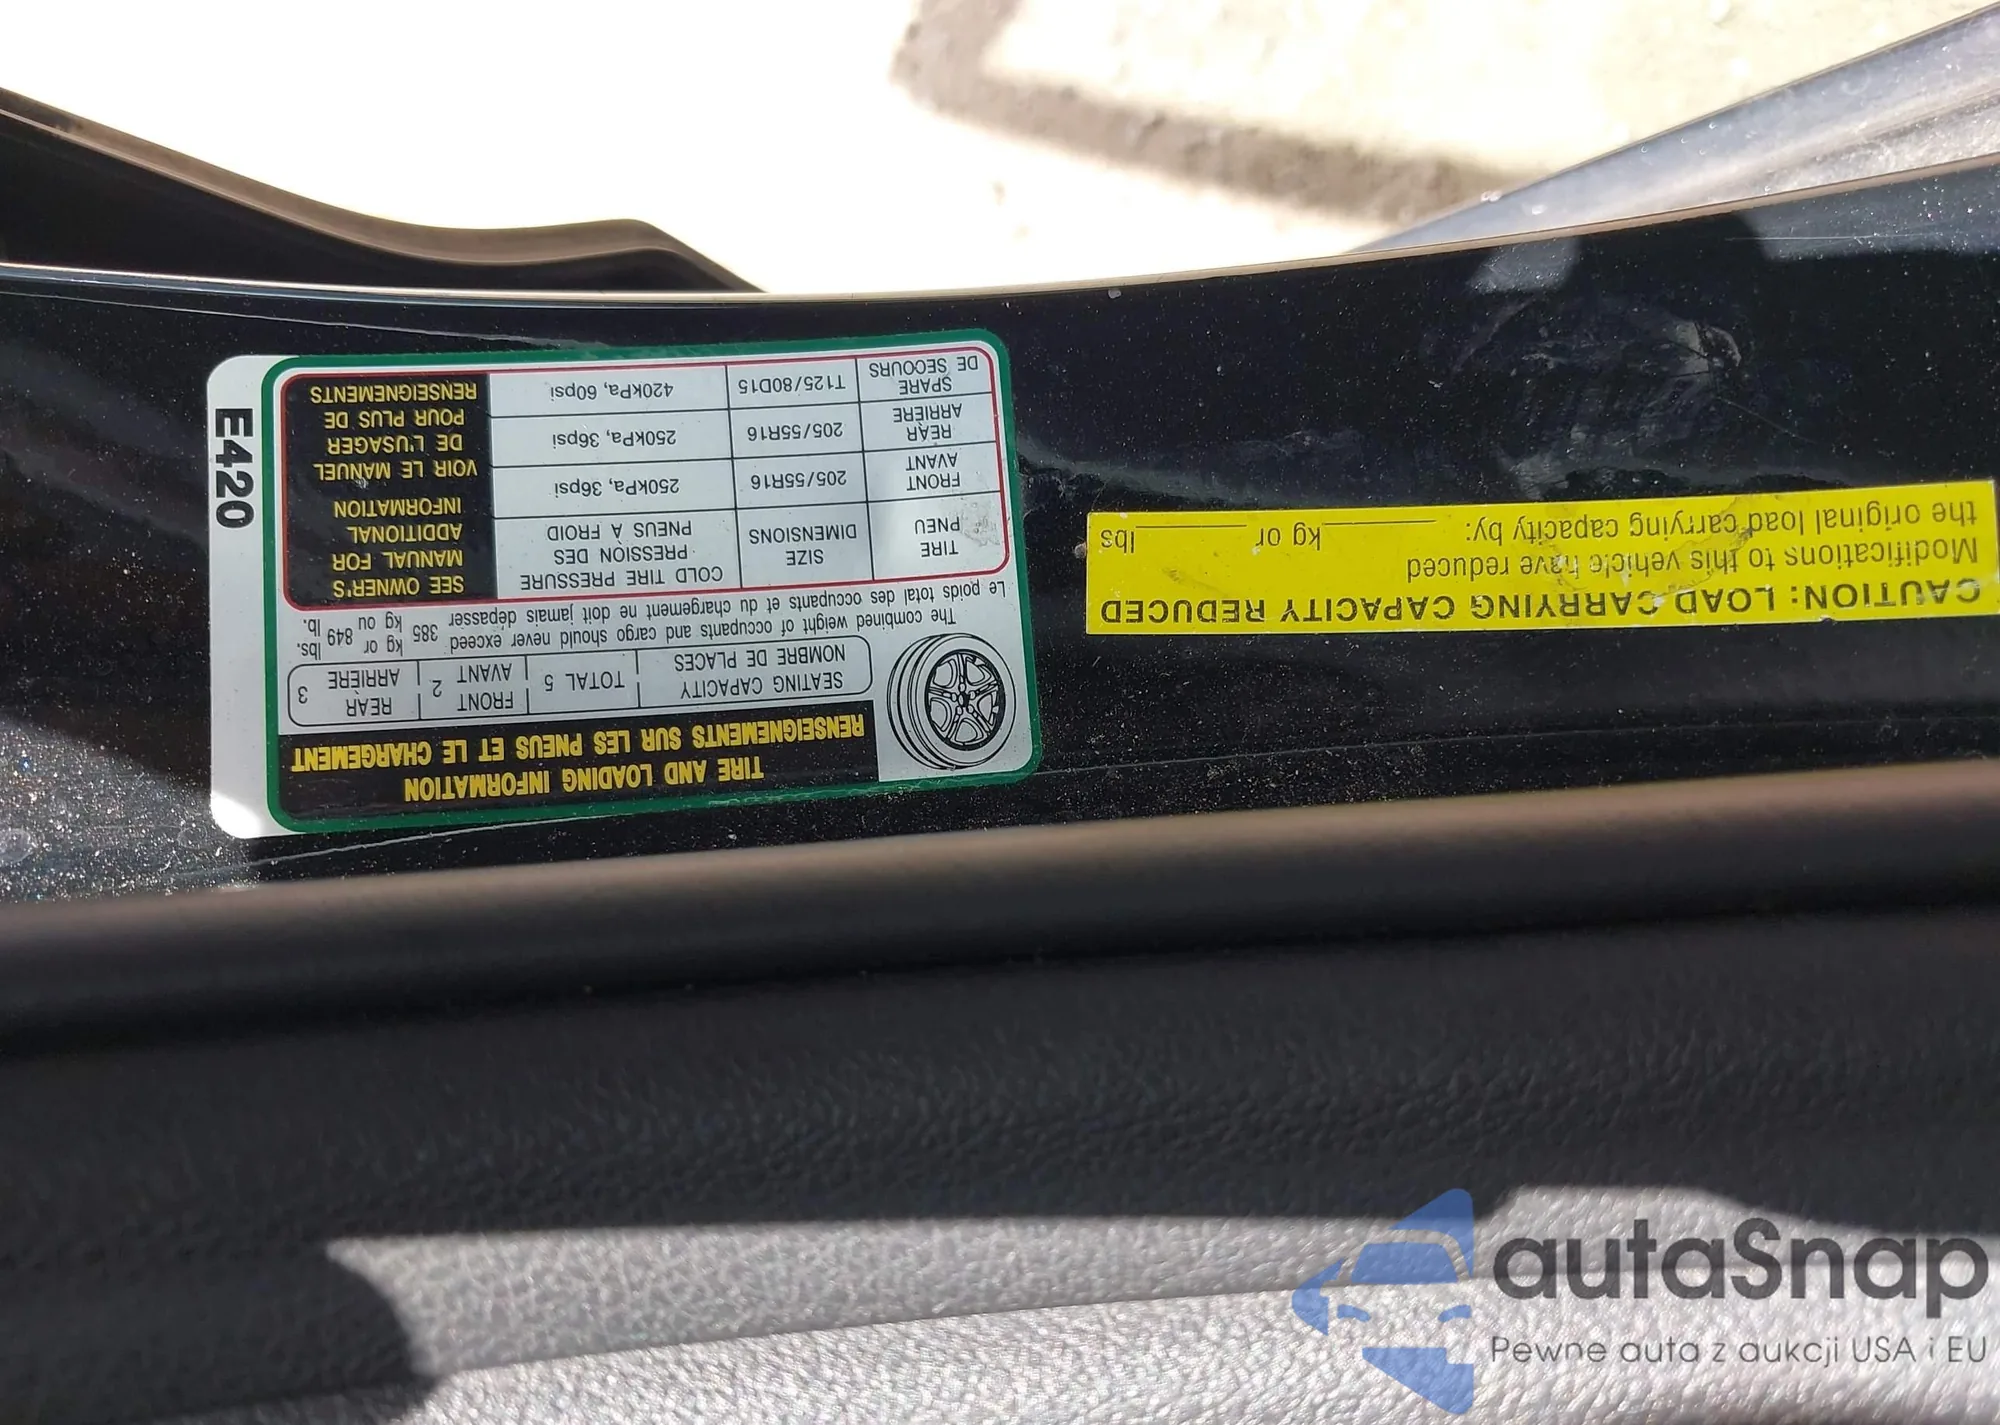 TIRE AND LOADING INFORMATION
RENSEIGNEMENTS SUR LES PNEUS ET LE CHARGEMENT
SEATING CAPACITY
NOMBRE DE PLACES
TOTAL 5
FRONT
AVANT
2
REAR
ARRIÈRE
3
The combined weight of occupants and cargo should never exceed 385 kg or 849 lbs.
Le poids total des occupants et du chargement ne doit jamais dépasser 385 kg ou 849 lb.
TIRE
PNEU
SIZE
DIMENSIONS
COLD TIRE PRESSURE
PRESSION DES
PNEUS À FROID
FRONT
AVANT
205/55R16
250kPa, 36psi
REAR
ARRIÈRE
205/55R16
250kPa, 36psi
SPARE
DE SECOURS
T125/80D15
420kPa, 60psi
SEE OWNER'S
MANUAL FOR
ADDITIONAL
INFORMATION
VOIR LE MANUEL
DE L'USAGER
POUR PLUS DE
RENSEIGNEMENTS
E420
CAUTION: LOAD CARRYING CAPACITY REDUCED
Modifications to this vehicle have reduced
the original load carrying capacity by: ______ kg or ______ lbs
autaSnap
Pewne auta z aukcji USA i EU